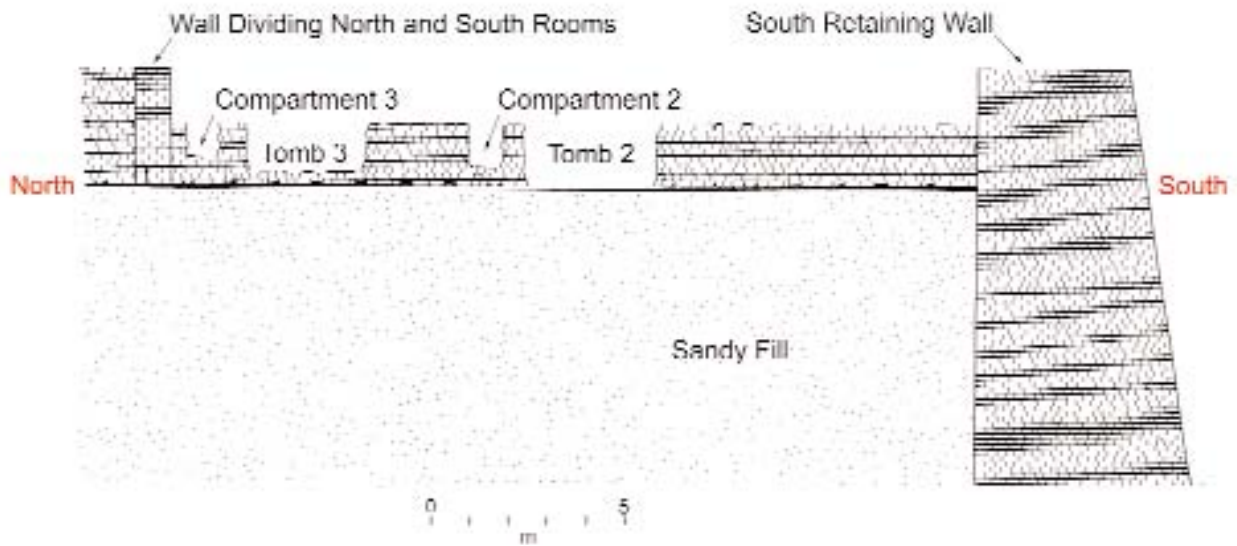 Wall Dividing North and South Rooms
South Retaining Wall
Compartment 3
Compartment 2
Tomb 3
Tomb 2
North
South
Sandy Fill
0 5
m